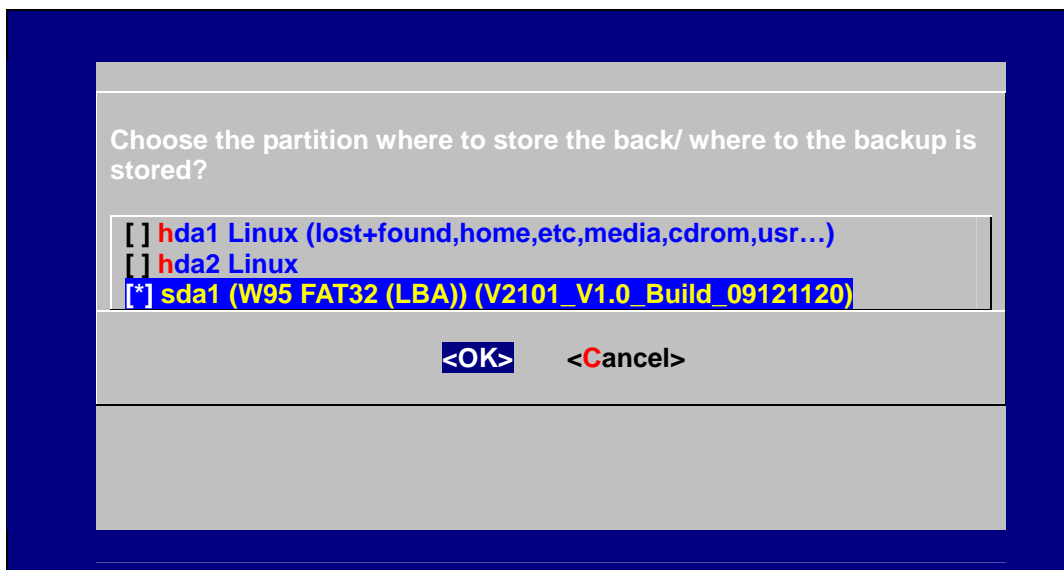 Choose the partition where to store the back/ where to the backup is
stored?
[ ] hda1 Linux (lost+found,home,etc,media,cdrom,usr…)
[ ] hda2 Linux
[*] sda1 (W95 FAT32 (LBA)) (V2101_V1.0_Build_09121120)
<OK> <Cancel>